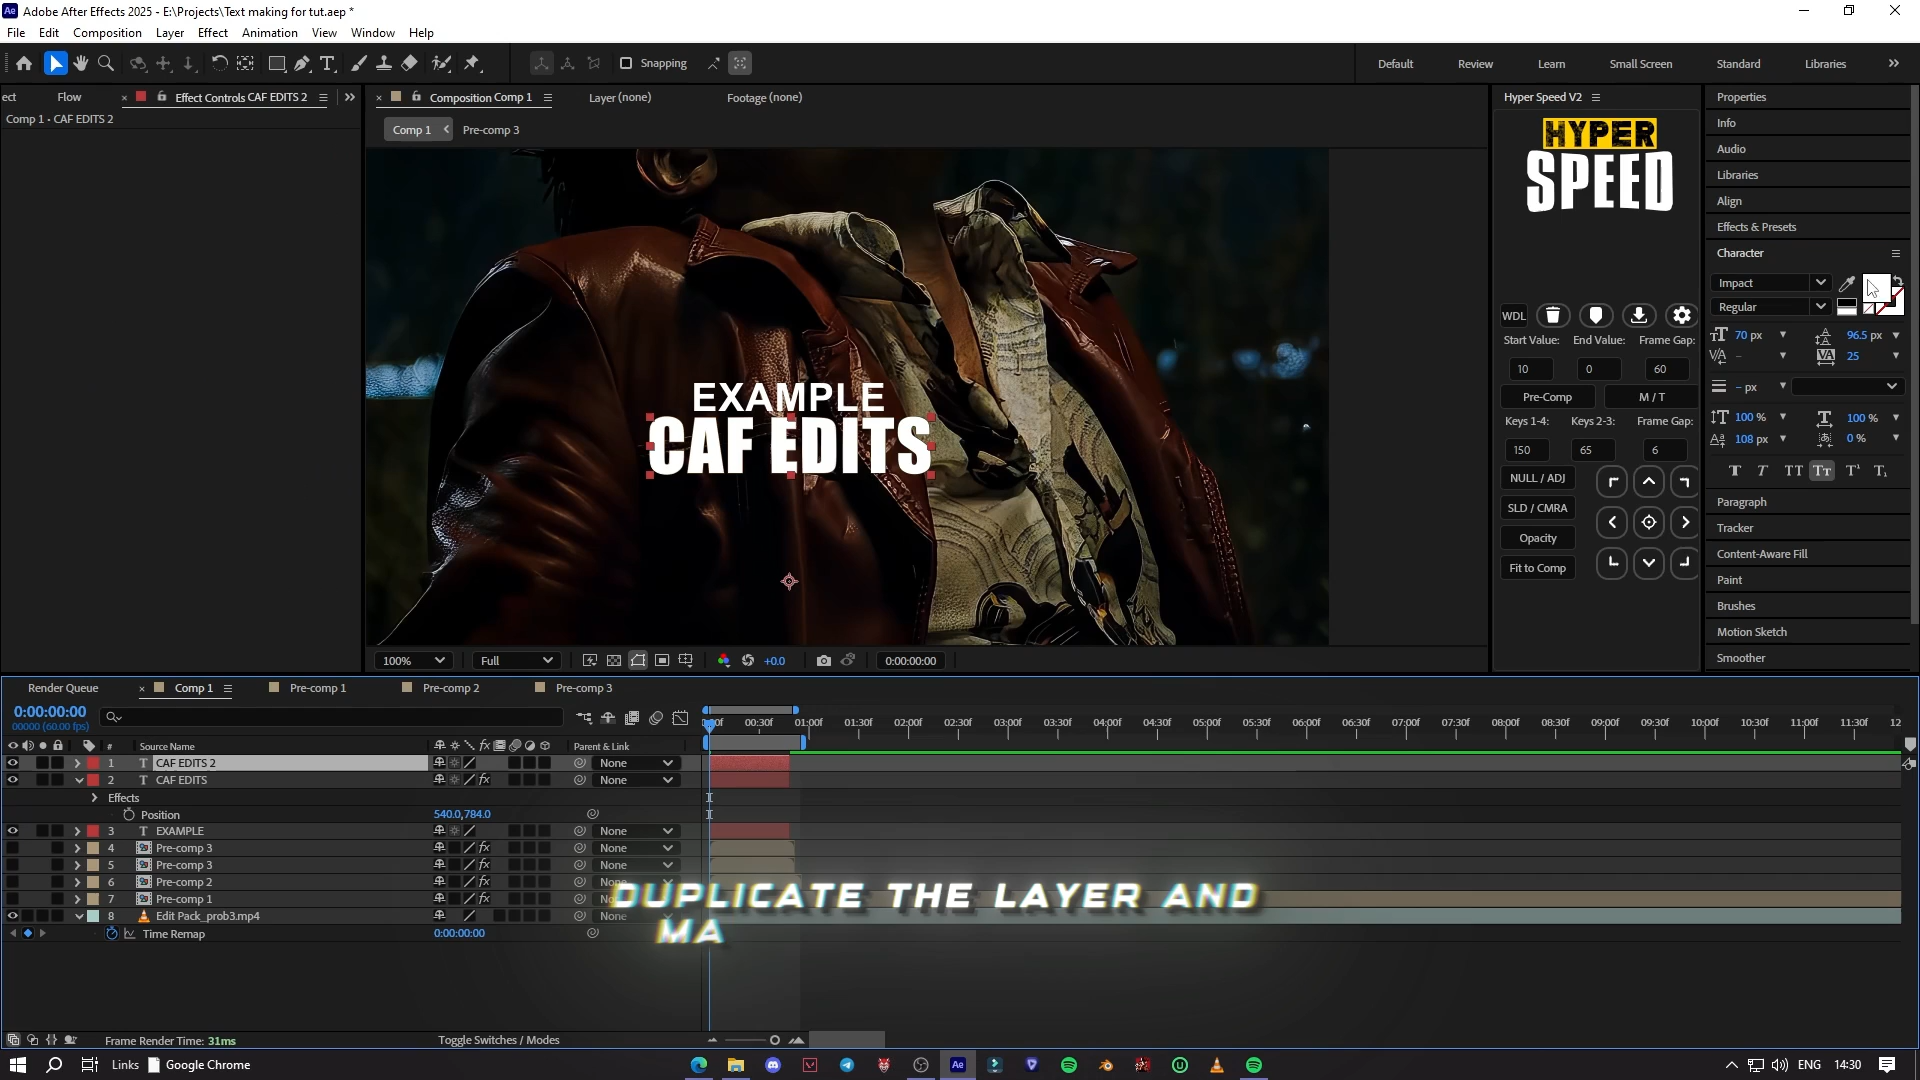 Adobe After Effects 2025 - E:\Projects\Text making for tut.aep *
File Edit Composition Layer Effect Animation View Window Help
Snapping
Default Review Learn Small Screen Standard Libraries
ect Flow Effect Controls CAF EDITS 2
Comp 1 • CAF EDITS 2
Composition Comp 1 Layer (none) Footage (none)
Comp 1 Pre-comp 3
EXAMPLE
CAF EDITS
100% Full +0.0 0:00:00:00
Hyper Speed V2
HYPER
SPEED
WDL
Start Value: End Value: Frame Gap:
10 0 60
Pre-Comp M / T
Keys 1-4: Keys 2-3: Frame Gap:
150 65 6
NULL / ADJ
SLD / CMRA
Opacity
Fit to Comp
Properties
Info
Audio
Libraries
Align
Effects & Presets
Character
Impact
Regular
70 px 96.5 px
25
- px
100 % 100 %
108 px 0 %
Paragraph
Tracker
Content-Aware Fill
Paint
Brushes
Motion Sketch
Smoother
Render Queue Comp 1 Pre-comp 1 Pre-comp 2 Pre-comp 3
0:00:00:00
00000 (60.00 fps)
00:30f 01:00f 01:30f 02:00f 02:30f 03:00f 03:30f 04:00f 04:30f 05:00f 05:30f 06:00f 06:30f 07:00f 07:30f 08:00f 08:30f 09:00f 09:30f 10:00f 10:30f 11:00f 11:30f 12
# Source Name Parent & Link
1 T CAF EDITS 2 None
2 T CAF EDITS None
Effects
Position 540.0,784.0
3 T EXAMPLE None
4 Pre-comp 3 None
5 Pre-comp 3 None
6 Pre-comp 2 None
7 Pre-comp 1 None
8 Edit Pack_prob3.mp4 None
Time Remap 0:00:00:00
DUPLICATE THE LAYER AND
MA
Frame Render Time: 31ms Toggle Switches / Modes
Links Google Chrome ENG 14:30